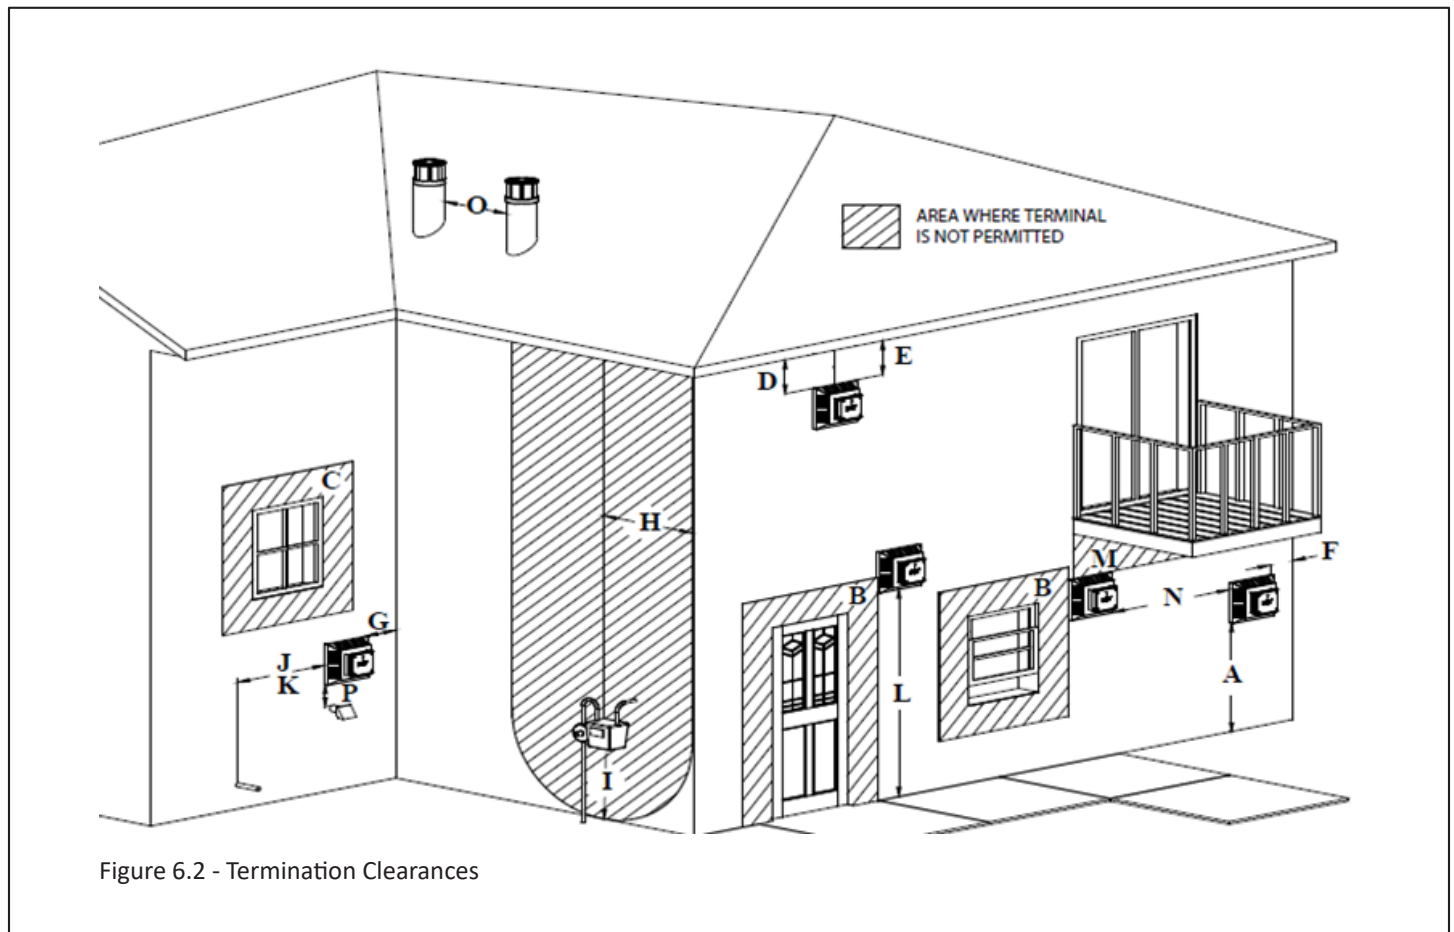 O
AREA WHERE TERMINAL
IS NOT PERMITTED
E
D
C
H
F
M
B
B
N
G
J
K
P
L
A
I
Figure 6.2 - Termination Clearances